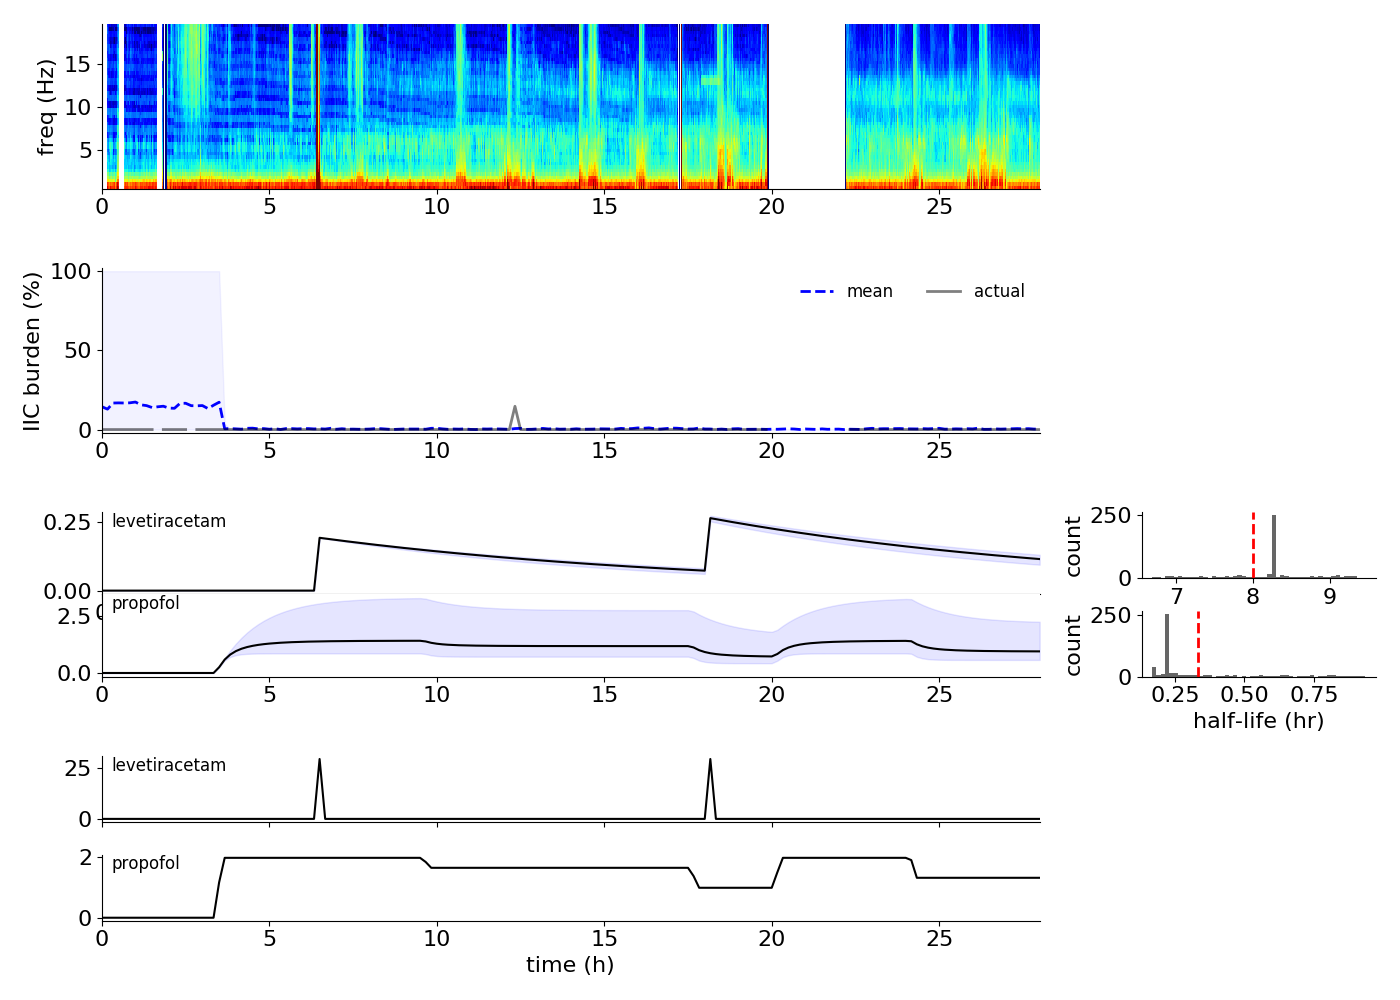 freq (Hz)
15
10
5
0 5 10 15 20 25
IIC burden (%)
100
50
0
mean actual
0 5 10 15 20 25
levetiracetam
0.25
0.00
0
propofol
2.5
0.0
0 5 10 15 20 25
count
250
0
7 8 9
count
250
0
0.25 0.50 0.75
half-life (hr)
levetiracetam
25
0
propofol
2
0
0 5 10 15 20 25
time (h)